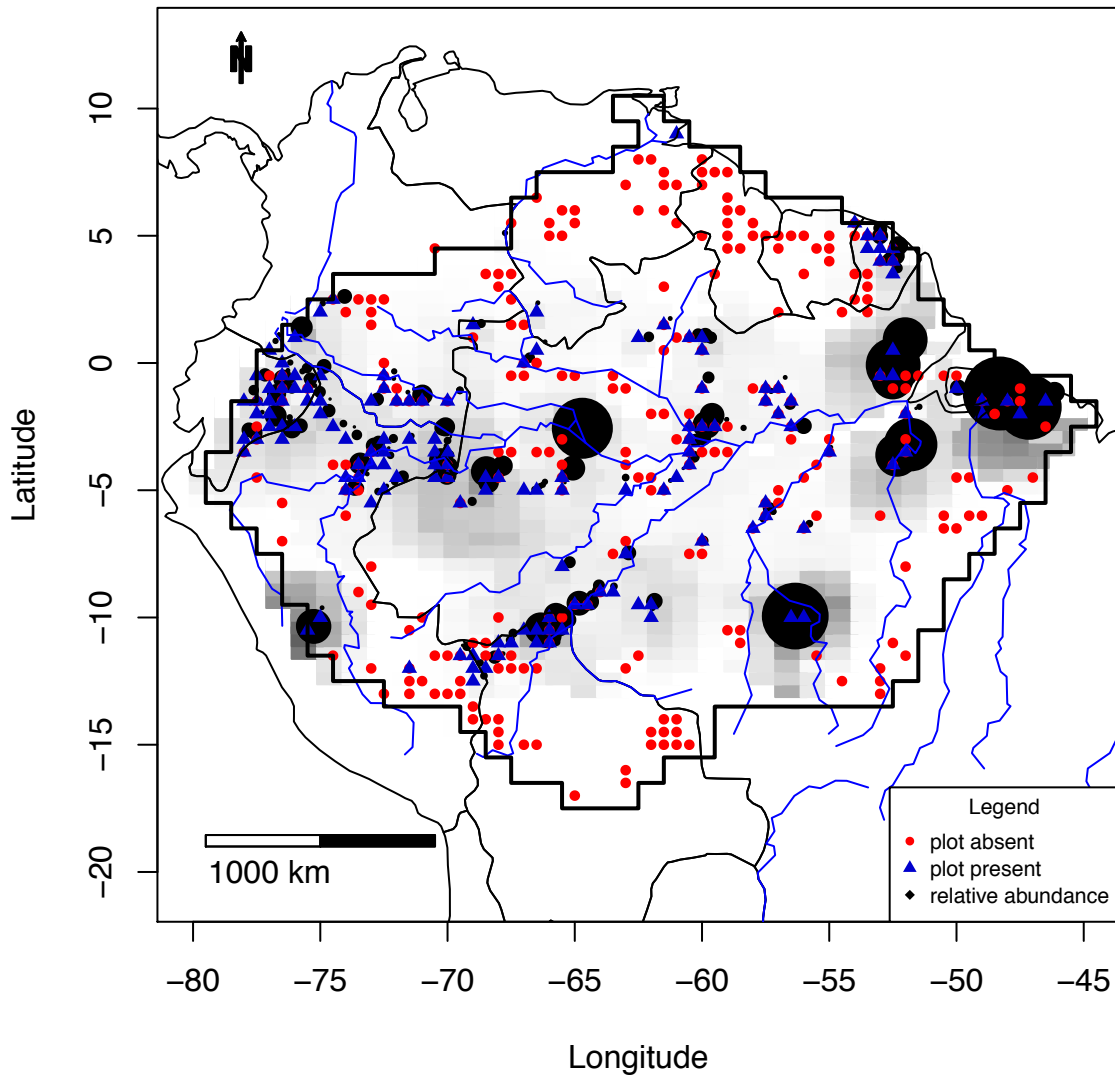 N
10
5
0
−5
−10
−15
−20
Latitude
1000 km
Legend
plot absent
plot present
relative abundance
−80 −75 −70 −65 −60 −55 −50 −45
Longitude